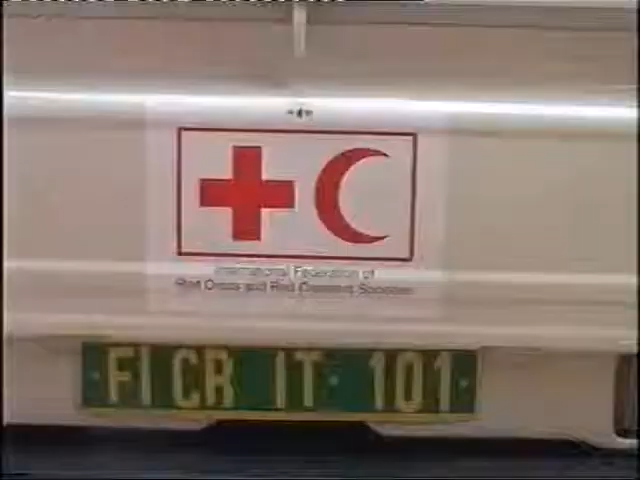 International Federation of
Red Cross and Red Crescent Societies
FICR IT 101